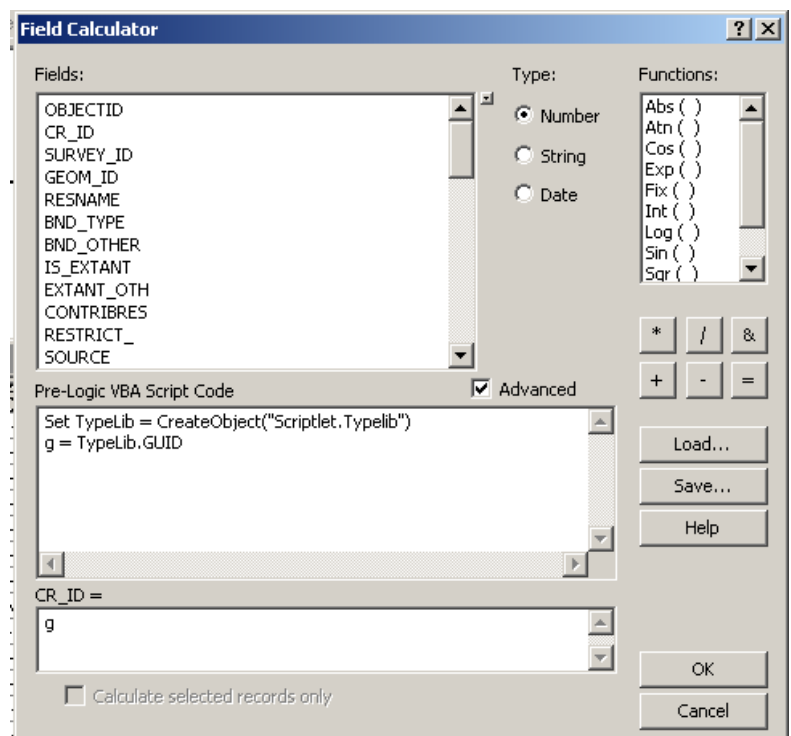 Field Calculator
Fields:
Type:
Functions:
OBJECTID
CR_ID
SURVEY_ID
GEOM_ID
RESNAME
BND_TYPE
BND_OTHER
IS_EXTANT
EXTANT_OTH
CONTRIBRES
RESTRICT_
SOURCE
Number
String
Date
Abs ( )
Atn ( )
Cos ( )
Exp ( )
Fix ( )
Int ( )
Log ( )
Sin ( )
Sqr ( )
* / &
+ - =
Pre-Logic VBA Script Code
Advanced
Set TypeLib = CreateObject("Scriptlet.Typelib")
g = TypeLib.GUID
Load...
Save...
Help
CR_ID =
g
Calculate selected records only
OK
Cancel